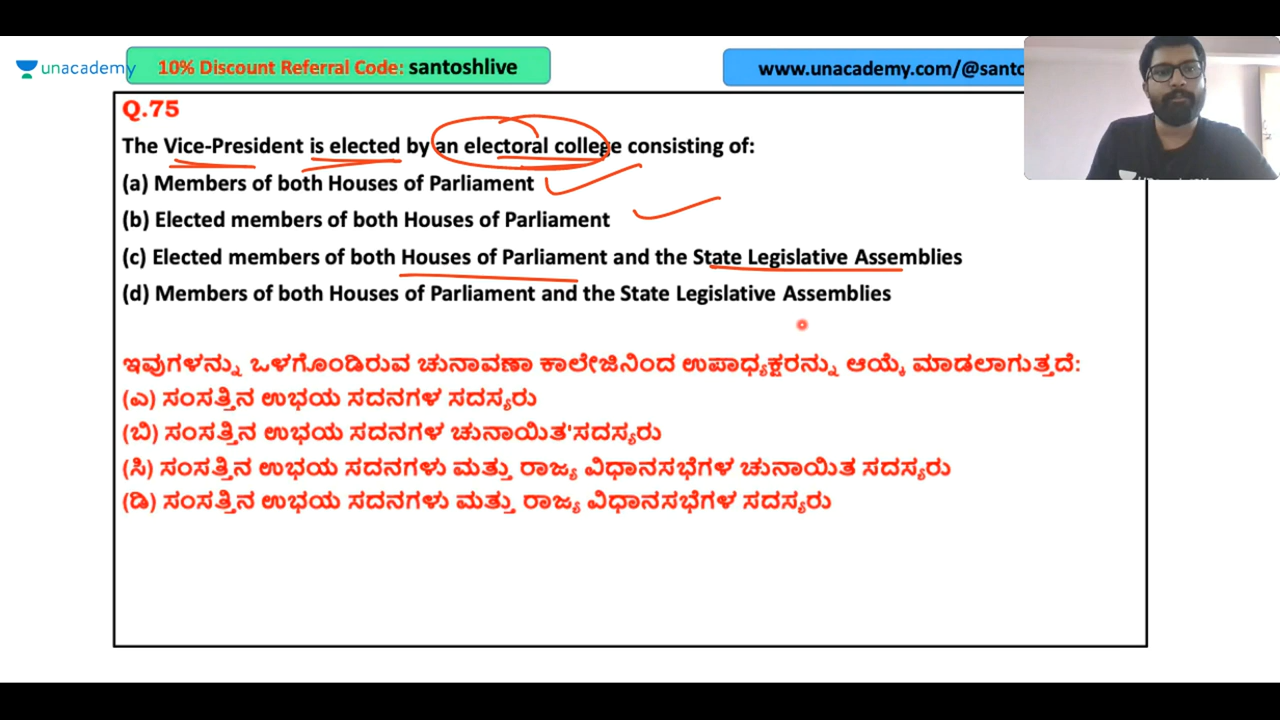 unacademy
10% Discount Referral Code: santoshlive
www.unacademy.com/@santo
Q.75
The Vice-President is elected by an electoral college consisting of:
(a) Members of both Houses of Parliament
(b) Elected members of both Houses of Parliament
(c) Elected members of both Houses of Parliament and the State Legislative Assemblies
(d) Members of both Houses of Parliament and the State Legislative Assemblies
ಇವುಗಳನ್ನು ಒಳಗೊಂಡಿರುವ ಚುನಾವಣಾ ಕಾಲೇಜಿನಿಂದ ಉಪಾಧ್ಯಕ್ಷರನ್ನು ಆಯ್ಕೆ ಮಾಡಲಾಗುತ್ತದೆ:
(ಎ) ಸಂಸತ್ತಿನ ಉಭಯ ಸದನಗಳ ಸದಸ್ಯರು
(ಬಿ) ಸಂಸತ್ತಿನ ಉಭಯ ಸದನಗಳ ಚುನಾಯಿತ'ಸದಸ್ಯರು
(ಸಿ) ಸಂಸತ್ತಿನ ಉಭಯ ಸದನಗಳು ಮತ್ತು ರಾಜ್ಯ ವಿಧಾನಸಭೆಗಳ ಚುನಾಯಿತ ಸದಸ್ಯರು
(ಡಿ) ಸಂಸತ್ತಿನ ಉಭಯ ಸದನಗಳು ಮತ್ತು ರಾಜ್ಯ ವಿಧಾನಸಭೆಗಳ ಸದಸ್ಯರು